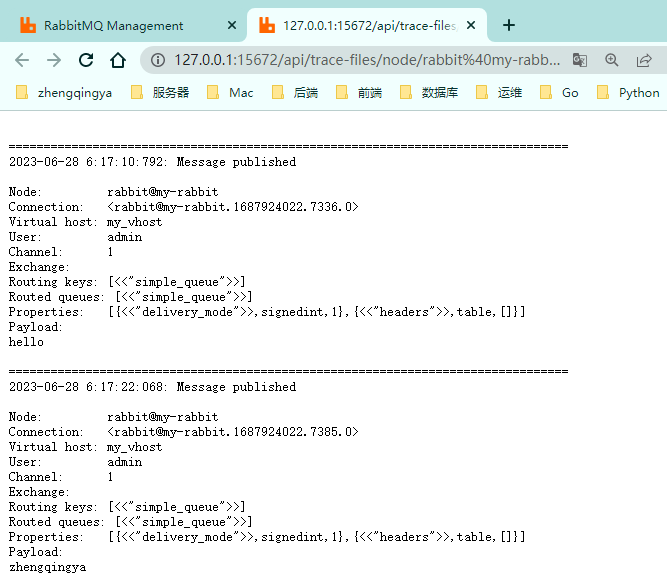 RabbitMQ Management
127.0.0.1:15672/api/trace-files
127.0.0.1:15672/api/trace-files/node/rabbit%40my-rabb...
zhengqingya 服务器 Mac 后端 前端 数据库 运维 Go Python
================================================================================
2023-06-28 6:17:10:792: Message published
Node: rabbit@my-rabbit
Connection: <rabbit@my-rabbit.1687924022.7336.0>
Virtual host: my_vhost
User: admin
Channel: 1
Exchange:
Routing keys: [<<"simple_queue">>]
Routed queues: [<<"simple_queue">>]
Properties: [{<<"delivery_mode">>,signedint,1},{<<"headers">>,table,[]}]
Payload:
hello
================================================================================
2023-06-28 6:17:22:068: Message published
Node: rabbit@my-rabbit
Connection: <rabbit@my-rabbit.1687924022.7385.0>
Virtual host: my_vhost
User: admin
Channel: 1
Exchange:
Routing keys: [<<"simple_queue">>]
Routed queues: [<<"simple_queue">>]
Properties: [{<<"delivery_mode">>,signedint,1},{<<"headers">>,table,[]}]
Payload:
zhengqingya